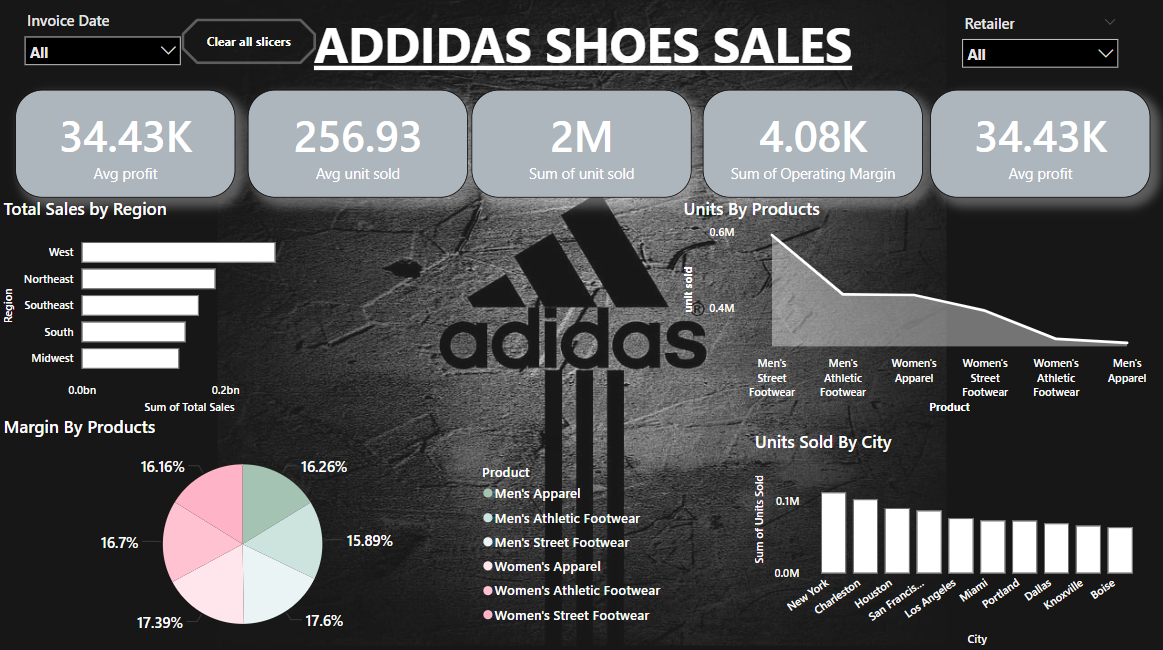 Invoice Date
All
Clear all slicers
ADDIDAS SHOES SALES
Retailer
All
34.43K
Avg profit
256.93
Avg unit sold
2M
Sum of unit sold
4.08K
Sum of Operating Margin
34.43K
Avg profit
Total Sales by Region
Region
West
Northeast
Southeast
South
Midwest
0.0bn
0.2bn
Sum of Total Sales
adidas
®
Units By Products
unit sold
0.6M
0.4M
Men's
Street
Footwear
Men's
Athletic
Footwear
Women's
Apparel
Women's
Street
Footwear
Women's
Athletic
Footwear
Men's
Apparel
Product
Margin By Products
16.16%
16.26%
16.7%
15.89%
17.39%
17.6%
Product
Men's Apparel
Men's Athletic Footwear
Men's Street Footwear
Women's Apparel
Women's Athletic Footwear
Women's Street Footwear
Units Sold By City
Sum of Units Sold
0.1M
0.0M
New York
Charleston
Houston
San Francis...
Los Angeles
Miami
Portland
Dallas
Knoxville
Boise
City